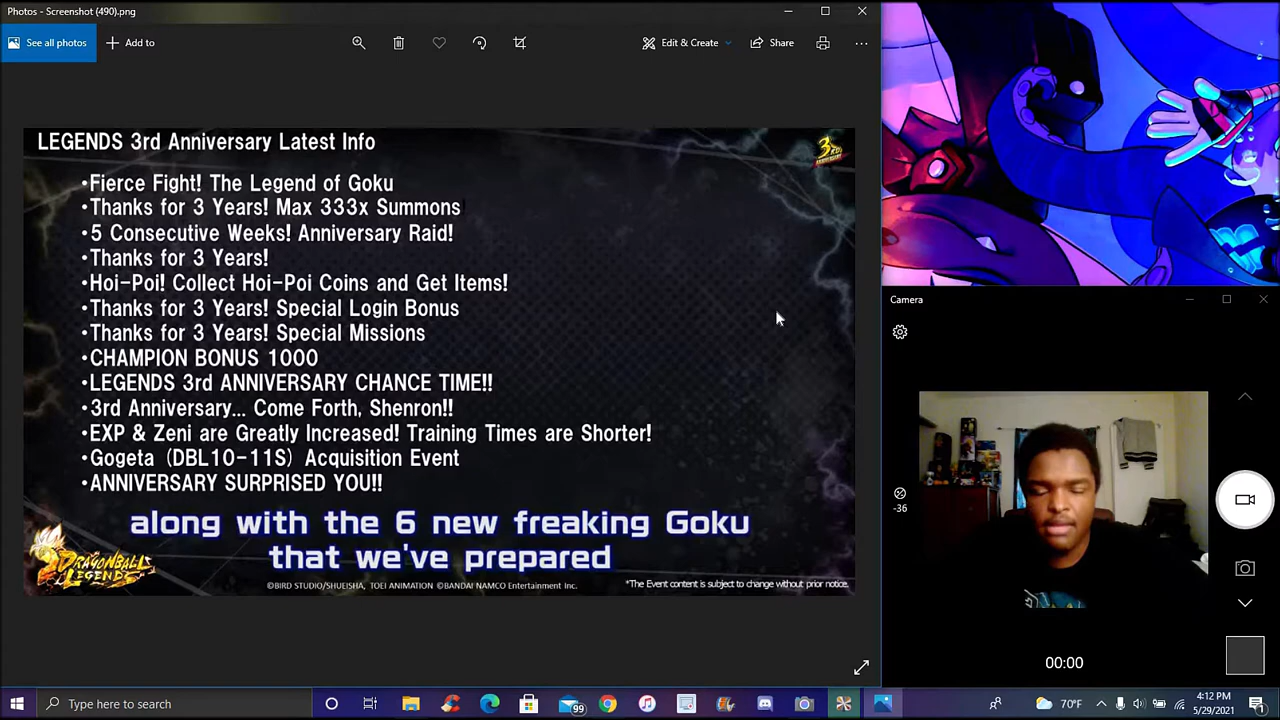 Photos - Screenshot (490).png
See all photos
Add to
Edit & Create
Share
LEGENDS 3rd Anniversary Latest Info
3RD
ANNIVERSARY
•Fierce Fight! The Legend of Goku
•Thanks for 3 Years! Max 333x Summons
•5 Consecutive Weeks! Anniversary Raid!
•Thanks for 3 Years!
•Hoi-Poi! Collect Hoi-Poi Coins and Get Items!
•Thanks for 3 Years! Special Login Bonus
•Thanks for 3 Years! Special Missions
•CHAMPION BONUS 1000
•LEGENDS 3rd ANNIVERSARY CHANCE TIME!!
•3rd Anniversary... Come Forth, Shenron!!
•EXP & Zeni are Greatly Increased! Training Times are Shorter!
•Gogeta (DBL10-11S) Acquisition Event
•ANNIVERSARY SURPRISED YOU!!
along with the 6 new freaking Goku
that we've prepared
DRAGONBALL
LEGENDS
©BIRD STUDIO/SHUEISHA, TOEI ANIMATION ©BANDAI NAMCO Entertainment Inc.
*The Event content is subject to change without prior notice.
Camera
-36
00:00
Type here to search
99
70°F
4:12 PM
5/29/2021